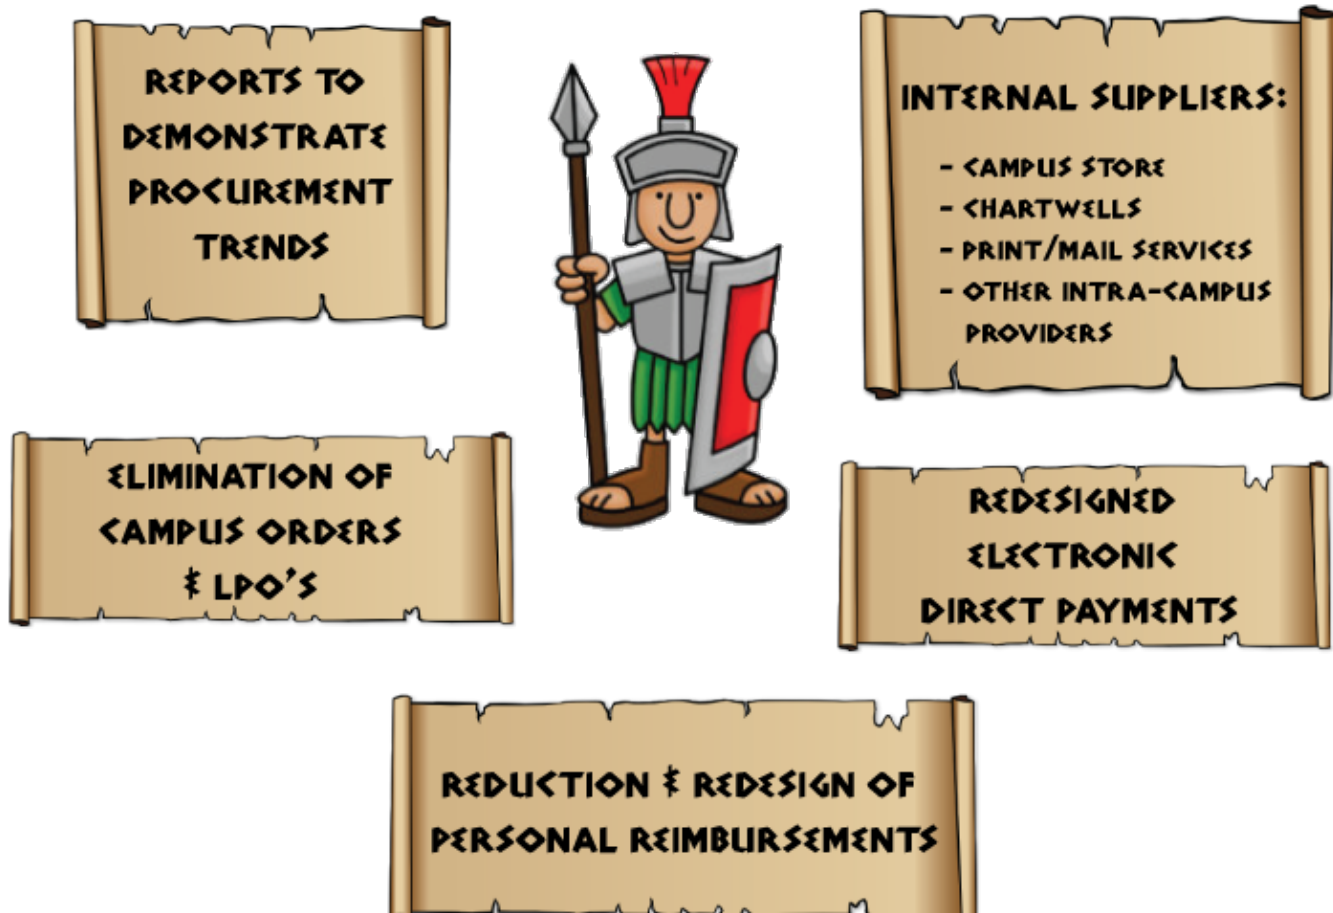 REPORTS TO
DEMONSTRATE
PROCUREMENT
TRENDS
INTERNAL SUPPLIERS:
- CAMPUS STORE
- CHARTWELLS
- PRINT/MAIL SERVICES
- OTHER INTRA-CAMPUS
PROVIDERS
ELIMINATION OF
CAMPUS ORDERS
& LPO'S
REDESIGNED
ELECTRONIC
DIRECT PAYMENTS
REDUCTION & REDESIGN OF
PERSONAL REIMBURSEMENTS